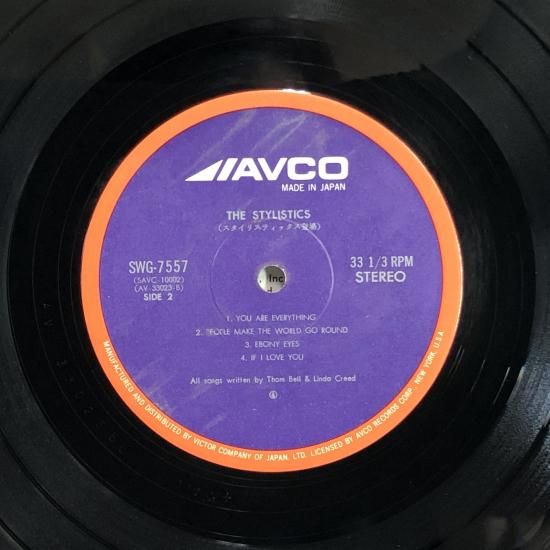 AVCO
MADE IN JAPAN
THE STYLISTICS
(スタイリスティックス登場)
SWG-7557
(SAVC-10002)
(AV-33023-B)
SIDE 2
33 1/3 RPM
STEREO
Inc
1. YOU ARE EVERYTHING
2. PEOPLE MAKE THE WORLD GO ROUND
3. EBONY EYES
4. IF I LOVE YOU
All songs written by Thom Bell & Linda Creed
MANUFACTURED AND DISTRIBUTED BY VICTOR COMPANY OF JAPAN, LTD. LICENSED BY AVCO RECORDS CORP., NEW YORK, U.S.A.